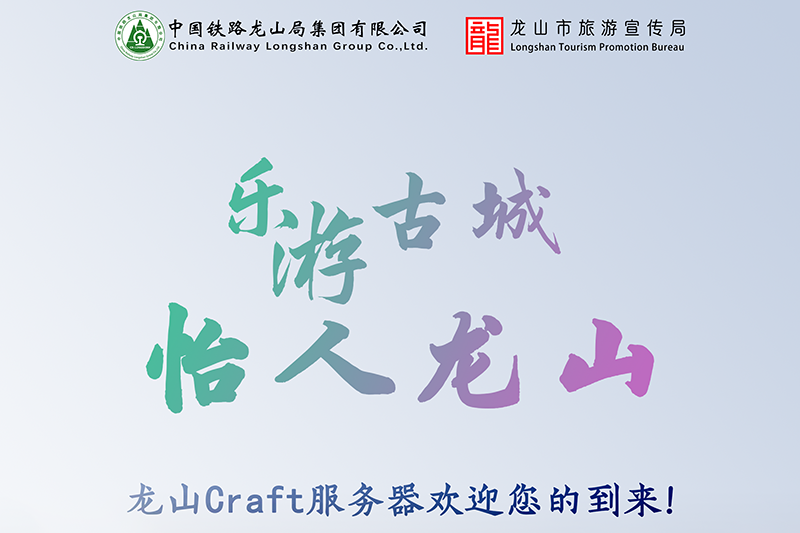 中国铁路龙山局集团有限公司
China Railway Longshan Group Co.,Ltd.
龍
龙山市旅游宣传局
Longshan Tourism Promotion Bureau
乐游古城
怡人龙山
龙山Craft服务器欢迎您的到来!